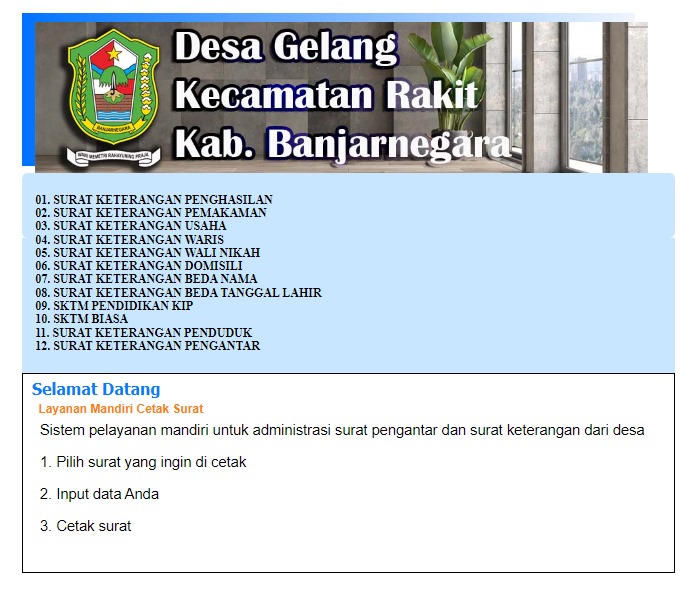 Desa Gelang
Kecamatan Rakit
Kab. Banjarnegara
BANJARNEGARA
WANI MEMETRI RAHAYUNING PRAJA
01. SURAT KETERANGAN PENGHASILAN
02. SURAT KETERANGAN PEMAKAMAN
03. SURAT KETERANGAN USAHA
04. SURAT KETERANGAN WARIS
05. SURAT KETERANGAN WALI NIKAH
06. SURAT KETERANGAN DOMISILI
07. SURAT KETERANGAN BEDA NAMA
08. SURAT KETERANGAN BEDA TANGGAL LAHIR
09. SKTM PENDIDIKAN KIP
10. SKTM BIASA
11. SURAT KETERANGAN PENDUDUK
12. SURAT KETERANGAN PENGANTAR
Selamat Datang
Layanan Mandiri Cetak Surat
Sistem pelayanan mandiri untuk administrasi surat pengantar dan surat keterangan dari desa
1. Pilih surat yang ingin di cetak
2. Input data Anda
3. Cetak surat